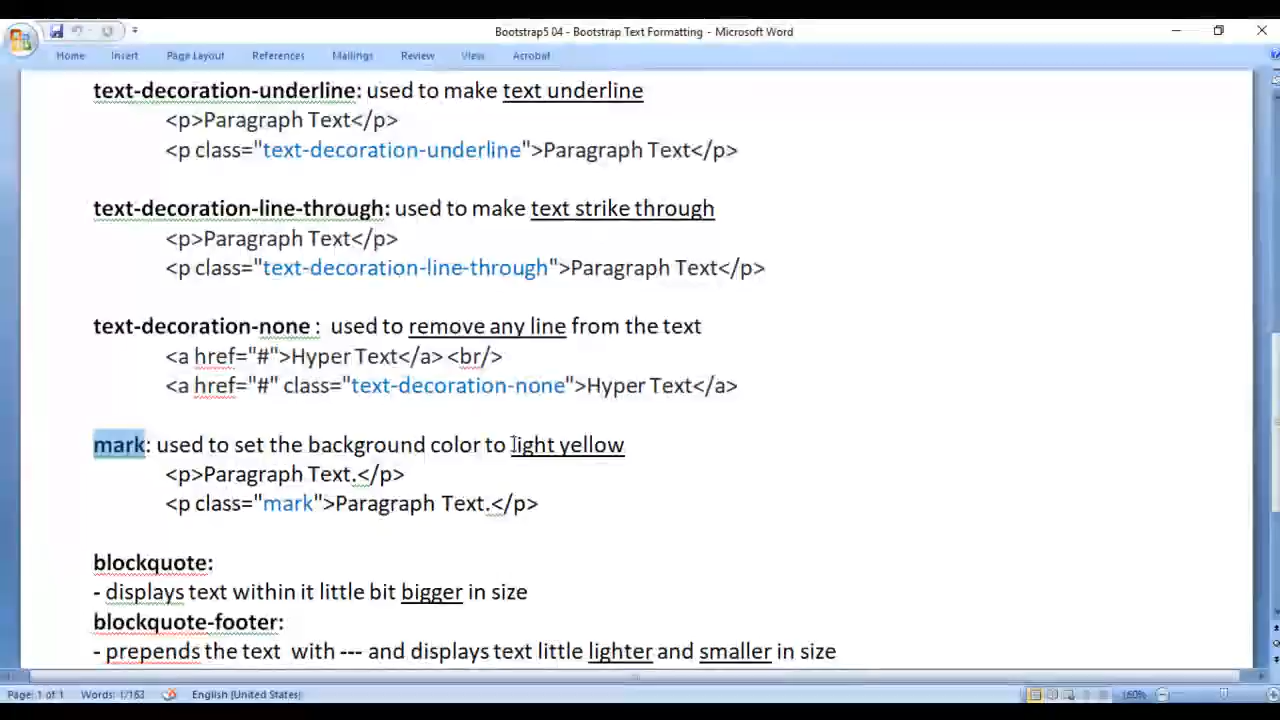 Bootstrap5 04 - Bootstrap Text Formatting - Microsoft Word
Home Insert Page Layout References Mailings Review View Acrobat
text-decoration-underline: used to make text underline
<p>Paragraph Text</p>
<p class="text-decoration-underline">Paragraph Text</p>
text-decoration-line-through: used to make text strike through
<p>Paragraph Text</p>
<p class="text-decoration-line-through">Paragraph Text</p>
text-decoration-none : used to remove any line from the text
<a href="#">Hyper Text</a> <br/>
<a href="#" class="text-decoration-none">Hyper Text</a>
mark: used to set the background color to light yellow
<p>Paragraph Text.</p>
<p class="mark">Paragraph Text.</p>
blockquote:
- displays text within it little bit bigger in size
blockquote-footer:
- prepends the text with --- and displays text little lighter and smaller in size
Page: 1 of 1 Words: 1/163 English (United States) 160%